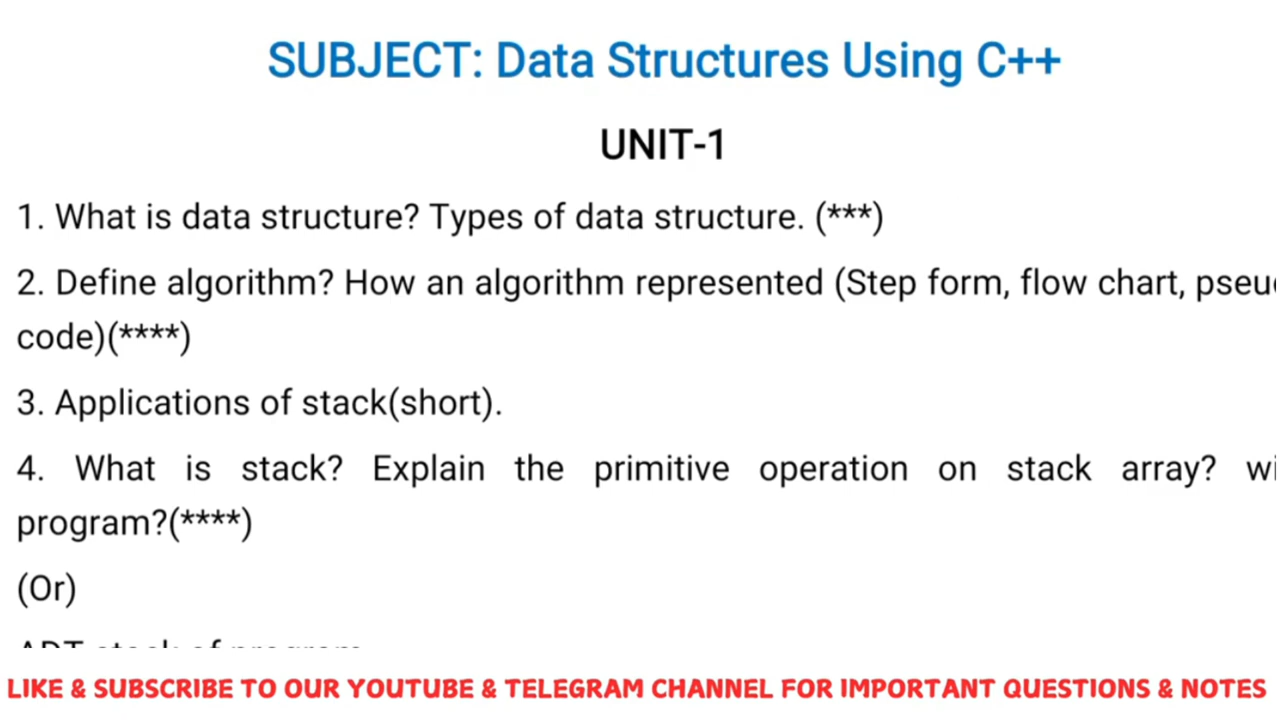 SUBJECT: Data Structures Using C++
UNIT-1
1. What is data structure? Types of data structure. (***)
2. Define algorithm? How an algorithm represented (Step form, flow chart,
code)(****)
3. Applications of stack(short).
4. What is stack? Explain the primitive operation on stack array?
program?(****)
(Or)
LIKE & SUBSCRIBE TO OUR YOUTUBE & TELEGRAM CHANNEL FOR IMPORTANT QUESTIONS & NOTES